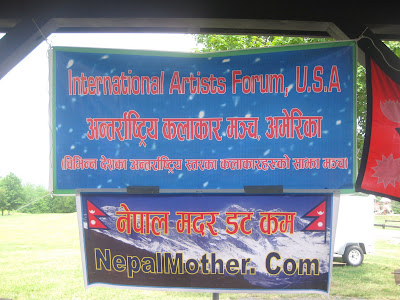 International Artists Forum, U.S.A
अन्तर्राष्ट्रिय कलाकार मञ्च, अमेरिका
(विभिन्न देशका अन्तर्राष्ट्रिय स्तरका कलाकारहरुको साझा मञ्च)
नेपाल मदर डट कम
NepalMother. Com